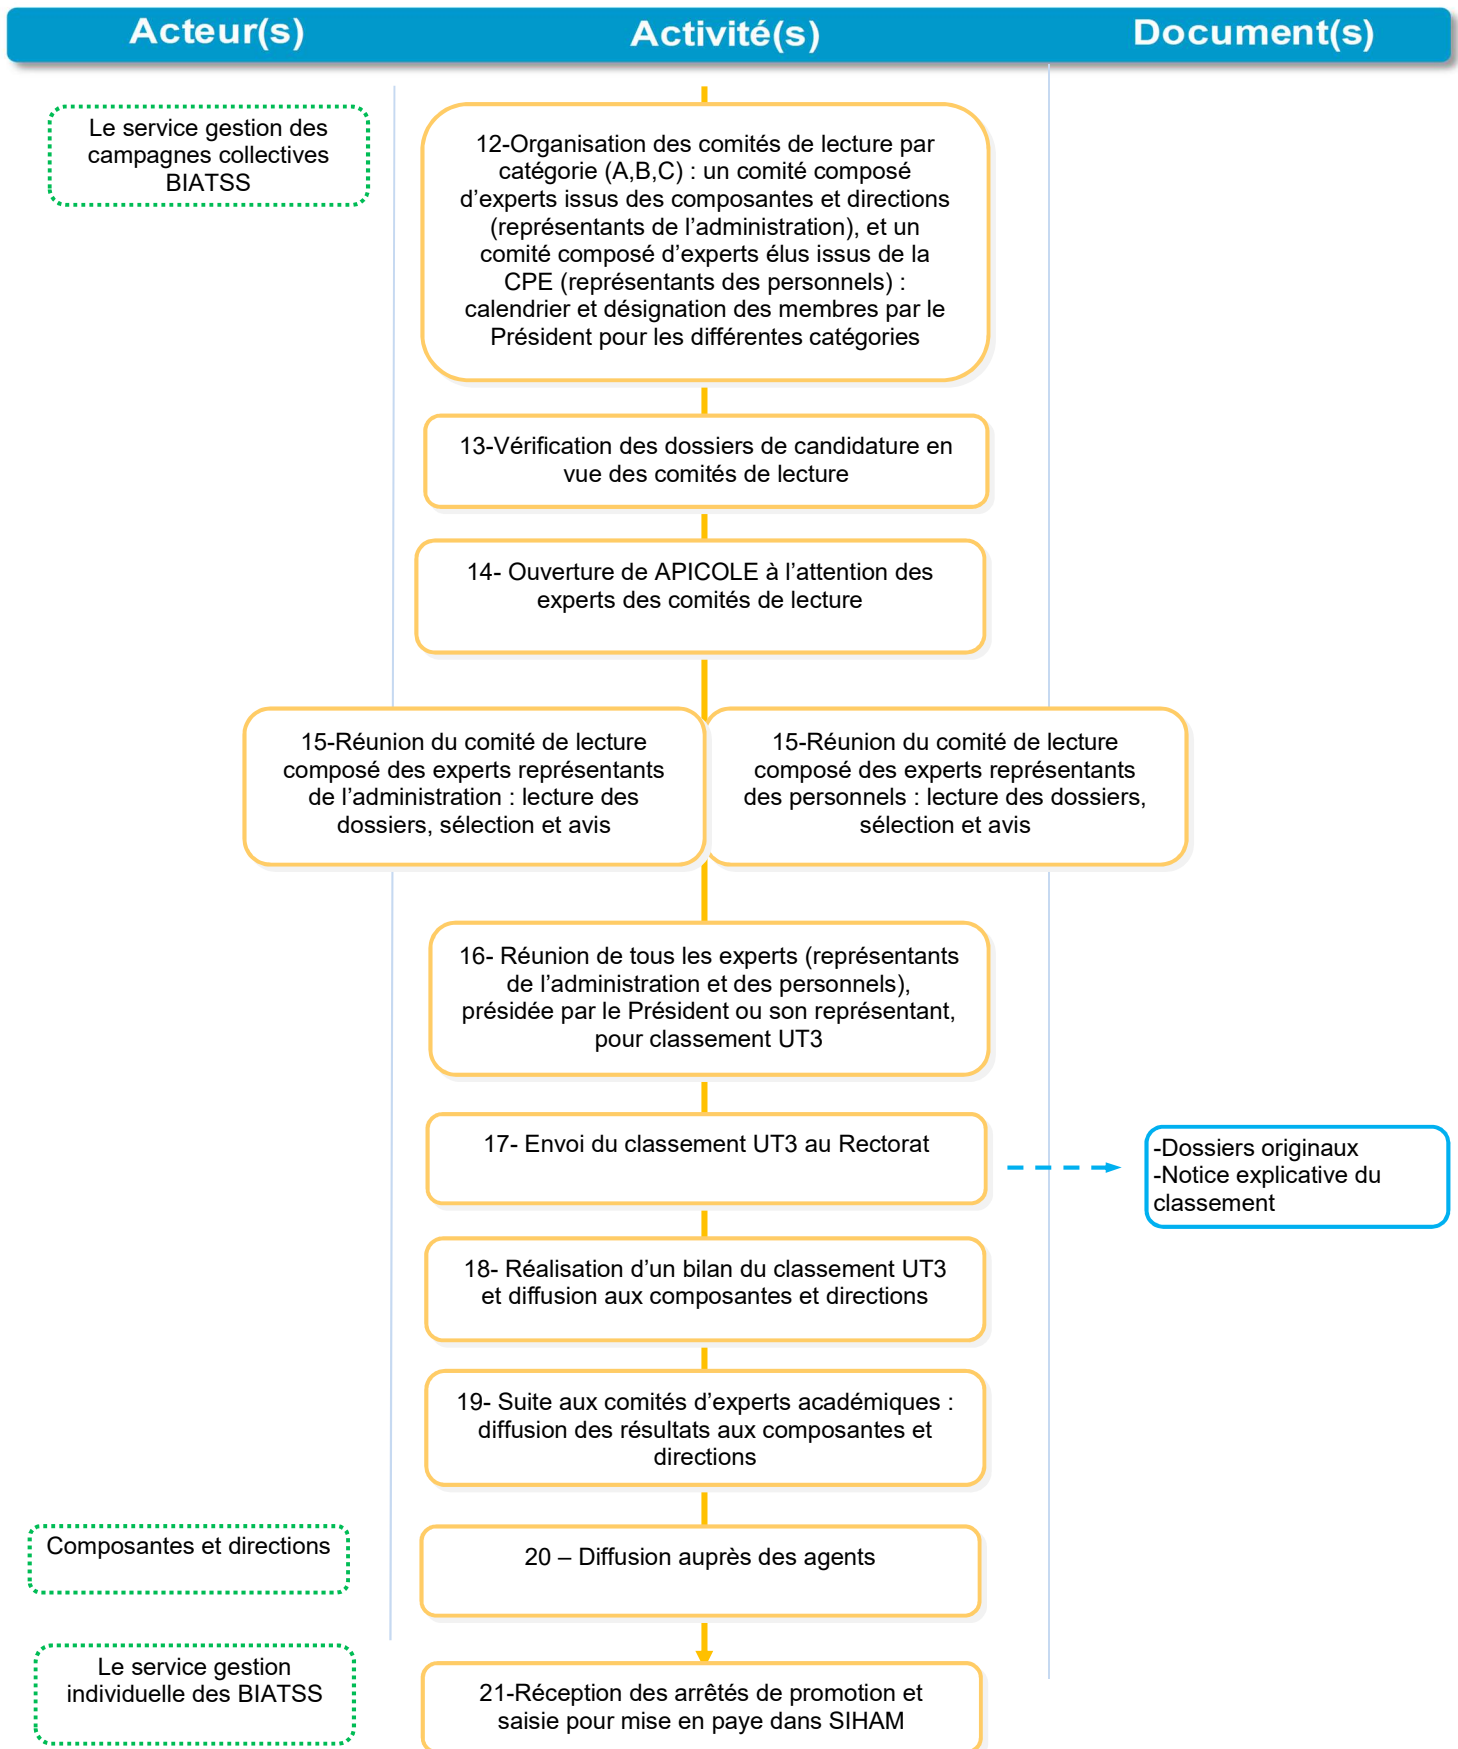 Acteur(s)
Activité(s)
Document(s)
Le service gestion des
campagnes collectives
BIATSS
12-Organisation des comités de lecture par
catégorie (A,B,C) : un comité composé
d’experts issus des composantes et directions
(représentants de l’administration), et un
comité composé d’experts élus issus de la
CPE (représentants des personnels) :
calendrier et désignation des membres par le
Président pour les différentes catégories
13-Vérification des dossiers de candidature en
vue des comités de lecture
14- Ouverture de APICOLE à l’attention des
experts des comités de lecture
15-Réunion du comité de lecture
composé des experts représentants
de l’administration : lecture des
dossiers, sélection et avis
15-Réunion du comité de lecture
composé des experts représentants
des personnels : lecture des dossiers,
sélection et avis
16- Réunion de tous les experts (représentants
de l’administration et des personnels),
présidée par le Président ou son représentant,
pour classement UT3
17- Envoi du classement UT3 au Rectorat
-Dossiers originaux
-Notice explicative du
classement
18- Réalisation d’un bilan du classement UT3
et diffusion aux composantes et directions
19- Suite aux comités d’experts académiques :
diffusion des résultats aux composantes et
directions
Composantes et directions
20 – Diffusion auprès des agents
Le service gestion
individuelle des BIATSS
21-Réception des arrêtés de promotion et
saisie pour mise en paye dans SIHAM